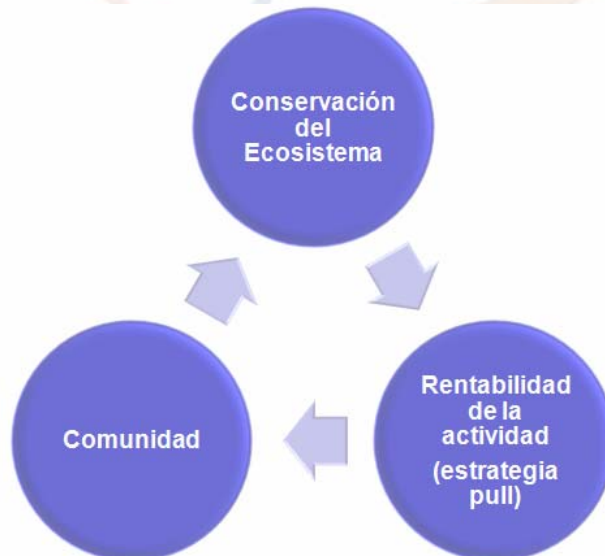 Conservación
del
Ecosistema
Comunidad
Rentabilidad
de la
actividad
(estrategia
pull)